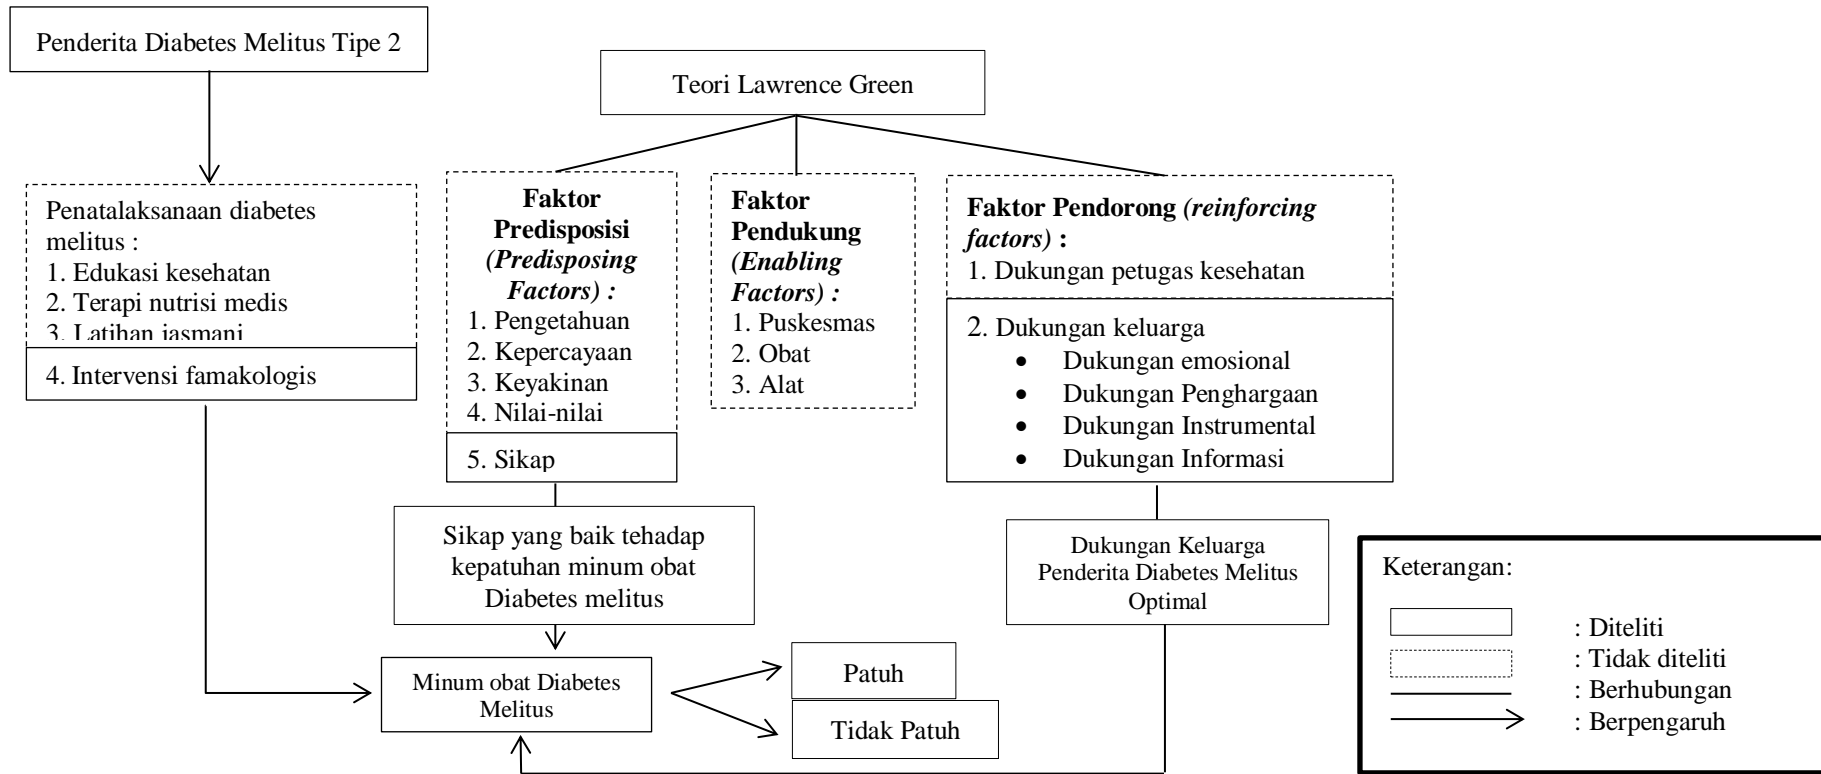 Penderita Diabetes Melitus Tipe 2
Teori Lawrence Green
Penatalaksanaan diabetes
melitus :
1. Edukasi kesehatan
2. Terapi nutrisi medis
3. Latihan jasmani
4. Intervensi famakologis
Faktor
Predisposisi
(Predisposing
Factors) :
1. Pengetahuan
2. Kepercayaan
3. Keyakinan
4. Nilai-nilai
5. Sikap
Faktor
Pendukung
(Enabling
Factors) :
1. Puskesmas
2. Obat
3. Alat
Faktor Pendorong (reinforcing
factors) :
1. Dukungan petugas kesehatan
2. Dukungan keluarga
• Dukungan emosional
• Dukungan Penghargaan
• Dukungan Instrumental
• Dukungan Informasi
Sikap yang baik tehadap
kepatuhan minum obat
Diabetes melitus
Dukungan Keluarga
Penderita Diabetes Melitus
Optimal
Minum obat Diabetes
Melitus
Patuh
Tidak Patuh
Keterangan:
: Diteliti
: Tidak diteliti
: Berhubungan
: Berpengaruh